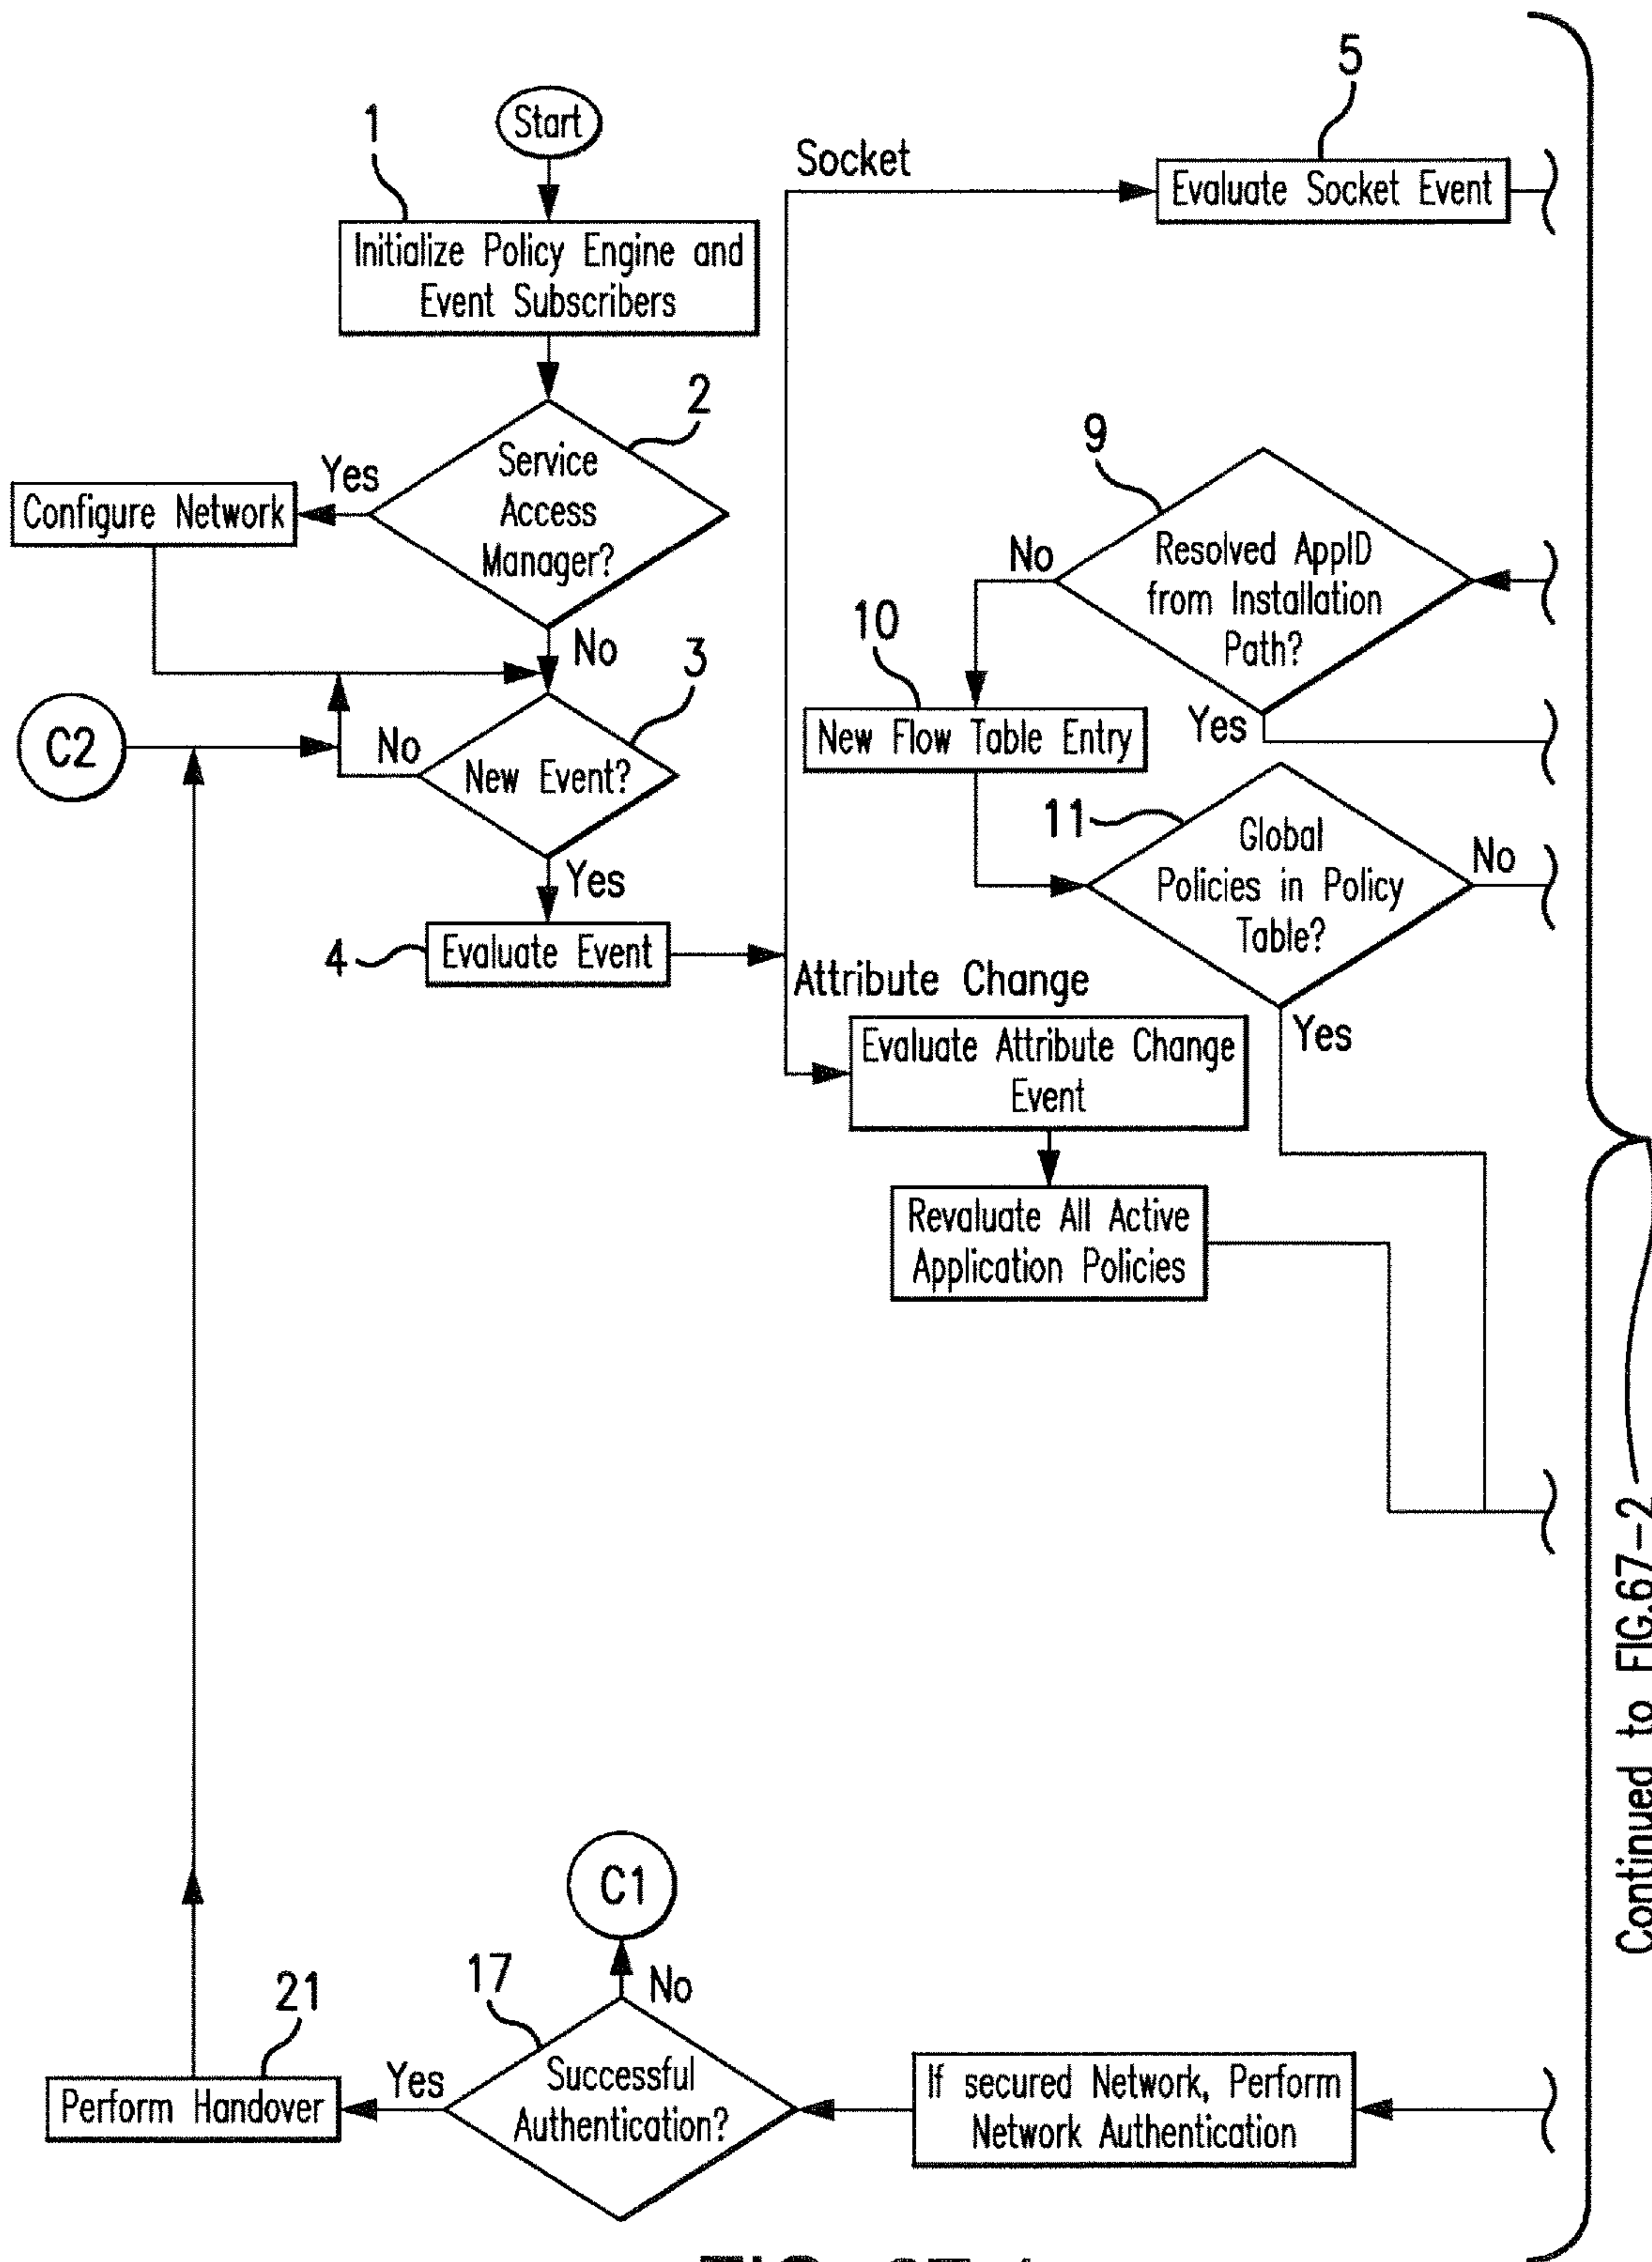 Start
1
Initialize Policy Engine and
Event Subscribers
Socket
5
Evaluate Socket Event
2
Service
Access
Manager?
Yes
Configure Network
No
3
C2
No
New Event?
Yes
4
Evaluate Event
9
Resolved AppID
from Installation
Path?
No
Yes
10
New Flow Table Entry
11
Global
Policies in Policy
Table?
No
Yes
Attribute Change
Evaluate Attribute Change
Event
Revaluate All Active
Application Policies
C1
No
17
Successful
Authentication?
Yes
21
Perform Handover
If secured Network, Perform
Network Authentication
Continued to FIG.67-2